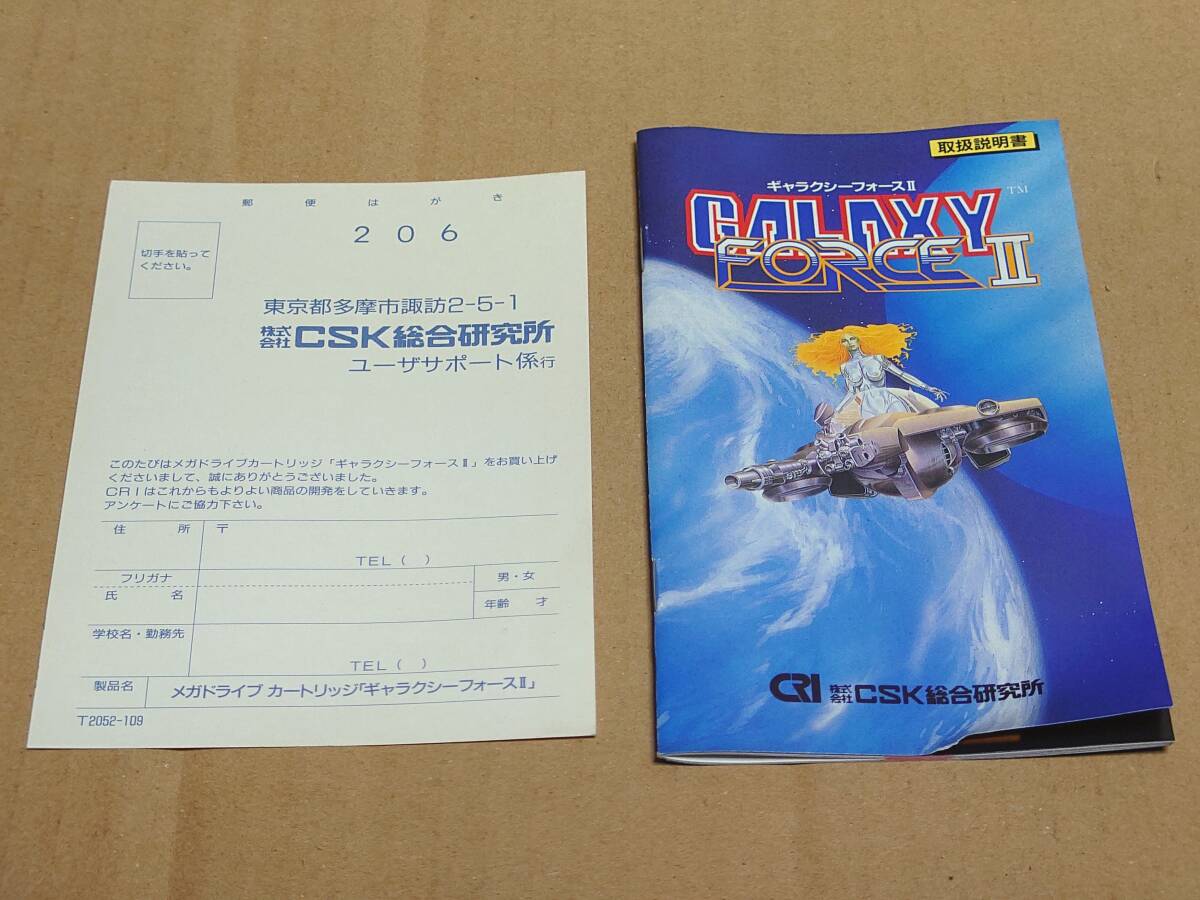 郵便はがき
206
切手を貼って
ください。
東京都多摩市諏訪2-5-1
株式会社CSK総合研究所
ユーザサポート係行
このたびはメガドライブカートリッジ「ギャラクシーフォースⅡ」をお買い上げ
くださいまして、誠にありがとうございました。
CRIはこれからもよりよい商品の開発をしていきます。
アンケートにご協力下さい。
住所 〒
TEL( )
フリガナ
氏名
男・女
年齢 才
学校名・勤務先
TEL( )
製品名 メガドライブ カートリッジ「ギャラクシーフォースⅡ」
T2052-109
取扱説明書
ギャラクシーフォースⅡ
GALAXY TM
FORCE II
CRI 株式会社CSK総合研究所